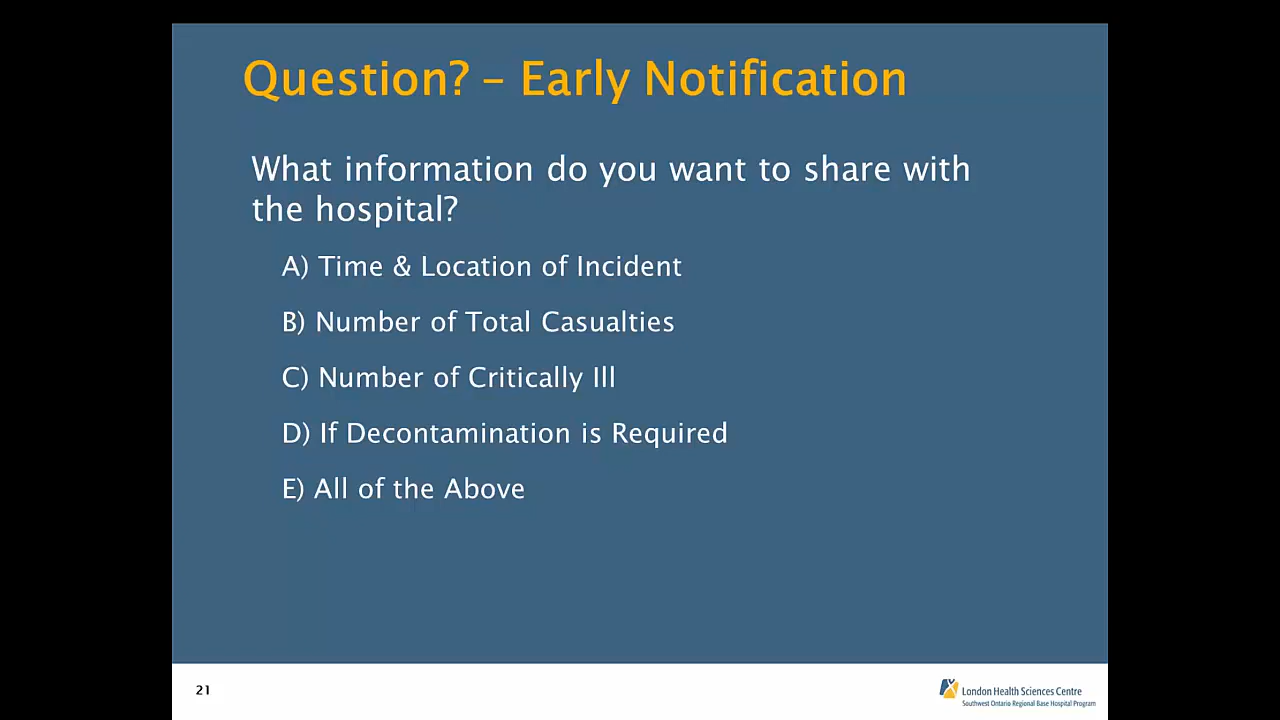 Question? – Early Notification
What information do you want to share with
the hospital?
A) Time & Location of Incident
B) Number of Total Casualties
C) Number of Critically Ill
D) If Decontamination is Required
E) All of the Above
21
London Health Sciences Centre
Southwest Ontario Regional Base Hospital Program